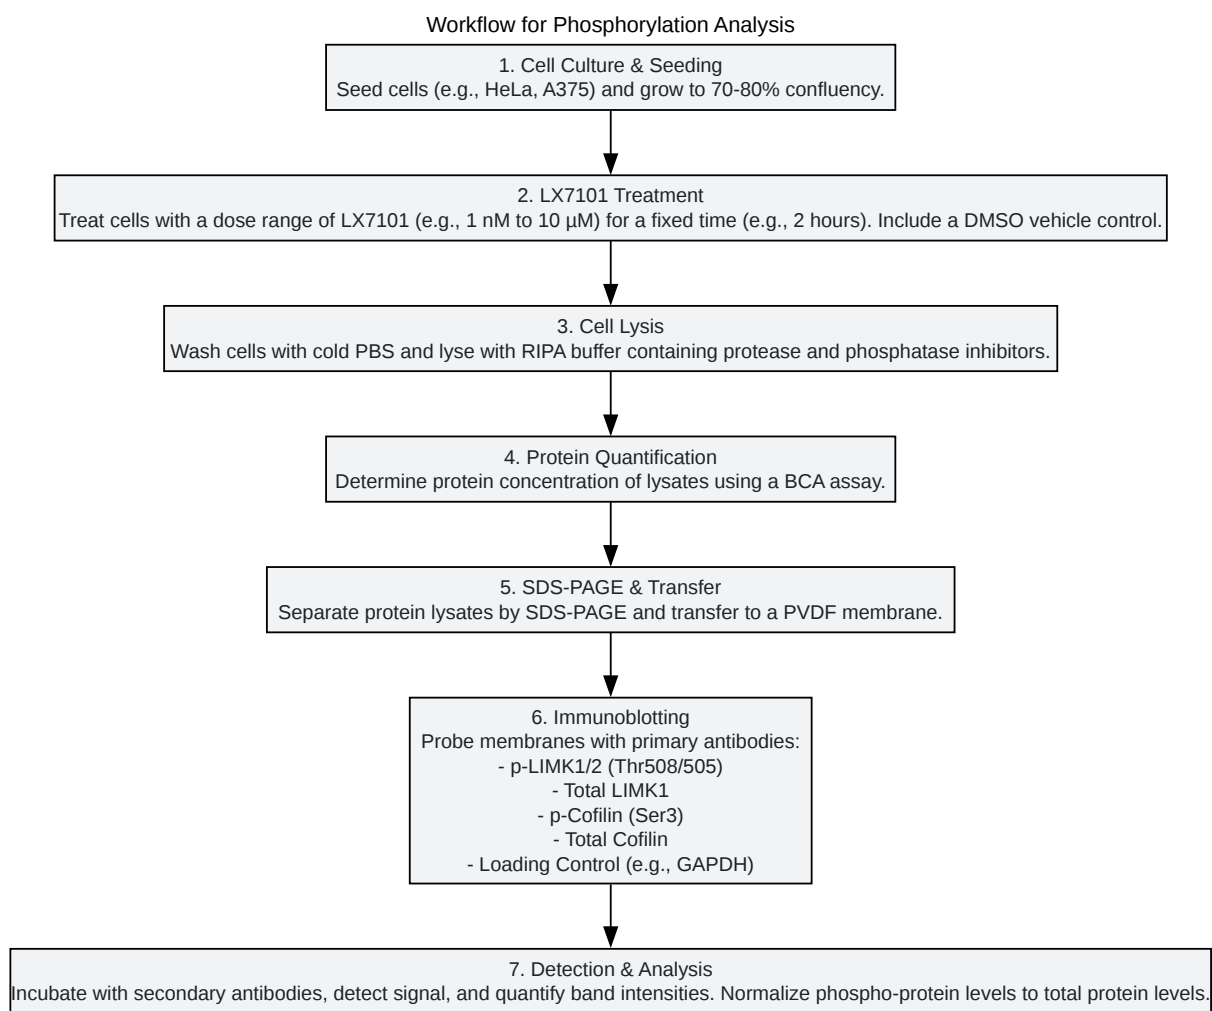 Workflow for Phosphorylation Analysis
1. Cell Culture & Seeding
Seed cells (e.g., HeLa, A375) and grow to 70-80% confluency.
2. LX7101 Treatment
Treat cells with a dose range of LX7101 (e.g., 1 nM to 10 µM) for a fixed time (e.g., 2 hours). Include a DMSO vehicle control.
3. Cell Lysis
Wash cells with cold PBS and lyse with RIPA buffer containing protease and phosphatase inhibitors.
4. Protein Quantification
Determine protein concentration of lysates using a BCA assay.
5. SDS-PAGE & Transfer
Separate protein lysates by SDS-PAGE and transfer to a PVDF membrane.
6. Immunoblotting
Probe membranes with primary antibodies:
- p-LIMK1/2 (Thr508/505)
- Total LIMK1
- p-Cofilin (Ser3)
- Total Cofilin
- Loading Control (e.g., GAPDH)
7. Detection & Analysis
Incubate with secondary antibodies, detect signal, and quantify band intensities. Normalize phospho-protein levels to total protein levels.